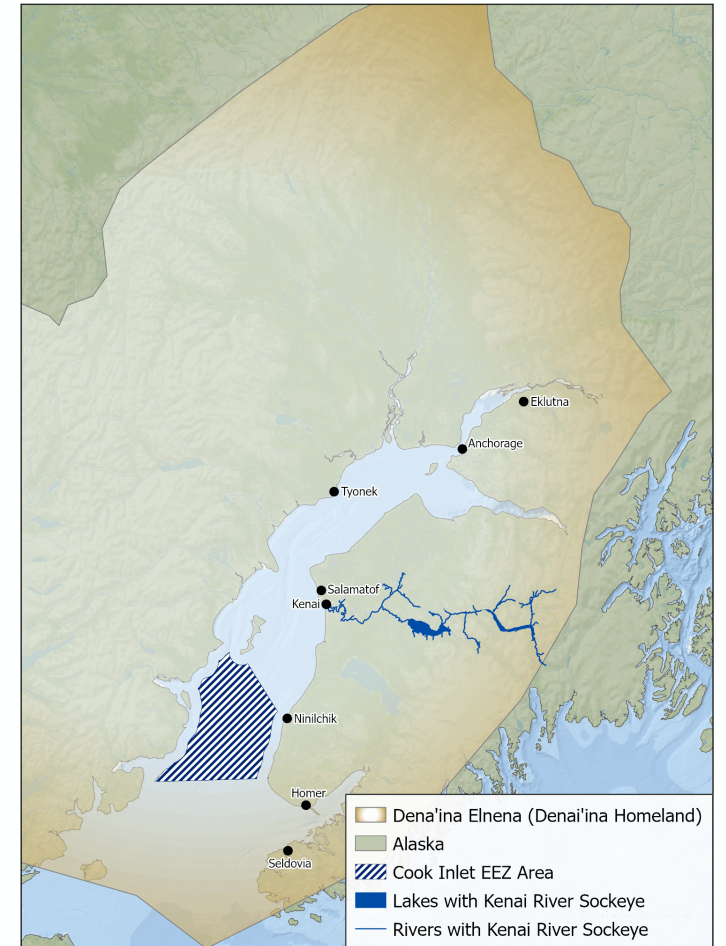 Eklutna
Anchorage
Tyonek
Salamatof
Kenai
Ninilchik
Homer
Seldovia
Dena'ina Elnena (Denai'ina Homeland)
Alaska
Cook Inlet EEZ Area
Lakes with Kenai River Sockeye
Rivers with Kenai River Sockeye